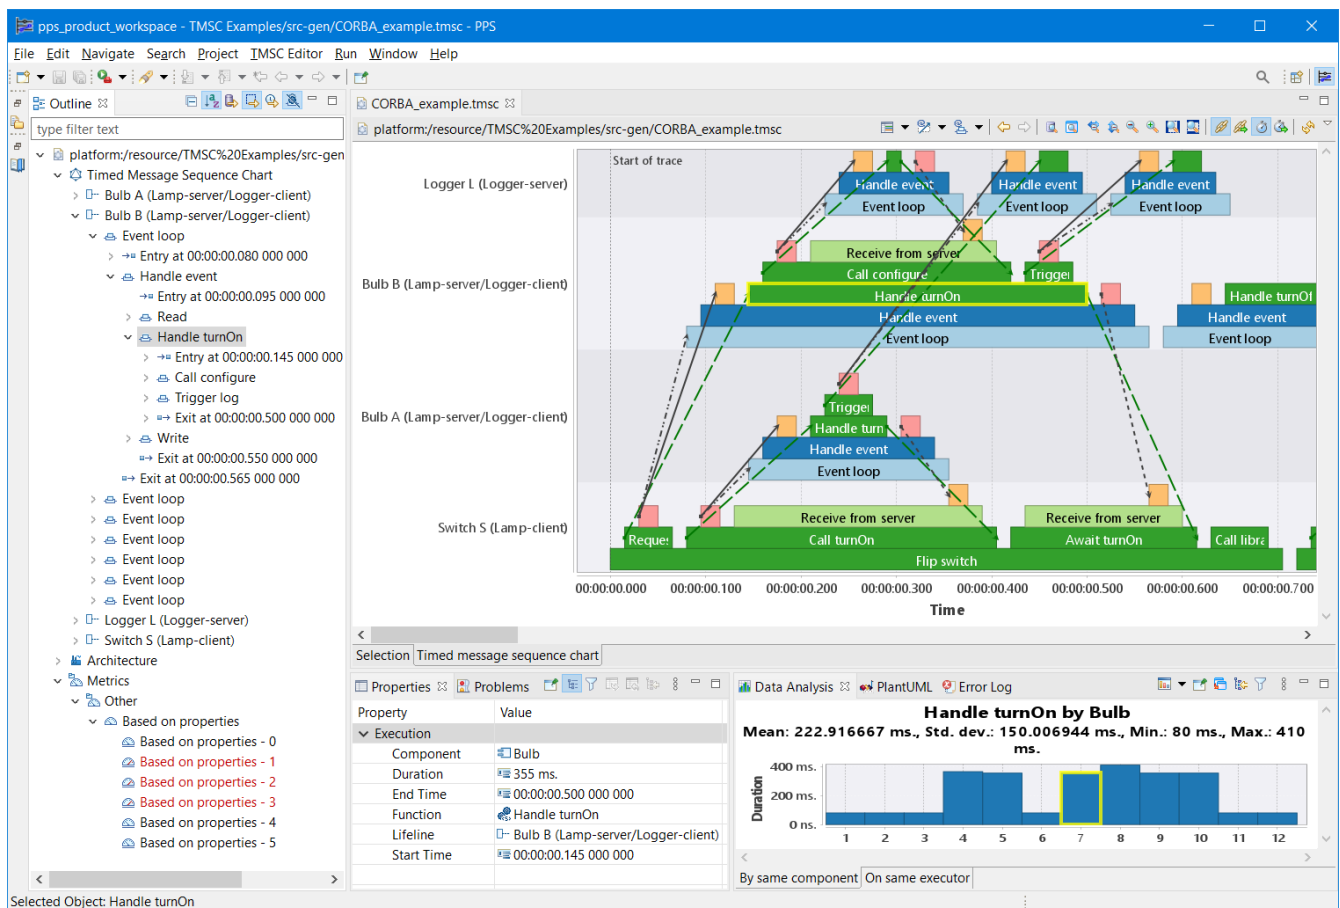 pps_product_workspace - TMSC Examples/src-gen/CORBA_example.tmsc - PPS
File Edit Navigate Search Project TMSC Editor Run Window Help
Outline
type filter text
platform:/resource/TMSC%20Examples/src-gen
Timed Message Sequence Chart
Bulb A (Lamp-server/Logger-client)
Bulb B (Lamp-server/Logger-client)
Event loop
Entry at 00:00:00.080 000 000
Handle event
Entry at 00:00:00.095 000 000
Read
Handle turnOn
Entry at 00:00:00.145 000 000
Call configure
Trigger log
Exit at 00:00:00.500 000 000
Write
Exit at 00:00:00.550 000 000
Exit at 00:00:00.565 000 000
Event loop
Event loop
Event loop
Event loop
Event loop
Event loop
Logger L (Logger-server)
Switch S (Lamp-client)
Architecture
Metrics
Other
Based on properties
Based on properties - 0
Based on properties - 1
Based on properties - 2
Based on properties - 3
Based on properties - 4
Based on properties - 5
CORBA_example.tmsc
platform:/resource/TMSC%20Examples/src-gen/CORBA_example.tmsc
Start of trace
Logger L (Logger-server)
Handle event Handle event Handle event
Event loop Event loop Event loop
Receive from server
Call configure Trigge
Bulb B (Lamp-server/Logger-client)
Handle turnOn Handle turnOf
Handle event Handle event
Event loop Event loop
Trigge
Bulb A (Lamp-server/Logger-client)
Handle turn
Handle event
Event loop
Receive from server Receive from server
Switch S (Lamp-client)
Reque Call turnOn Await turnOn Call libra
Flip switch
00:00:00.000 00:00:00.100 00:00:00.200 00:00:00.300 00:00:00.400 00:00:00.500 00:00:00.600 00:00:00.700
Time
Selection Timed message sequence chart
Properties Problems
Property Value
Execution
Component Bulb
Duration 355 ms.
End Time 00:00:00.500 000 000
Function Handle turnOn
Lifeline Bulb B (Lamp-server/Logger-client)
Start Time 00:00:00.145 000 000
Data Analysis PlantUML Error Log
Handle turnOn by Bulb
Mean: 222.916667 ms., Std. dev.: 150.006944 ms., Min.: 80 ms., Max.: 410
ms.
Duration
400 ms.
200 ms.
0 ns.
1 2 3 4 5 6 7 8 9 10 11 12
By same component On same executor
Selected Object: Handle turnOn